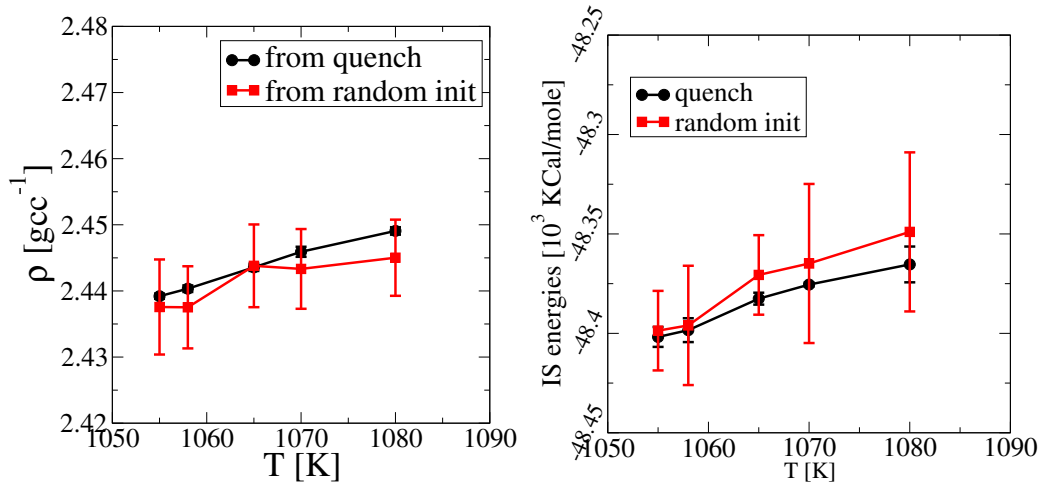 2.48
2.47
2.46
2.45
2.44
2.43
2.42
ρ [gcc⁻¹]
from quench
from random init
1050 1060 1070 1080 1090
T [K]
-48.25
-48.3
-48.35
-48.4
-48.45
IS energies [10³ KCal/mole]
quench
random init
1050 1060 1070 1080 1090
T [K]